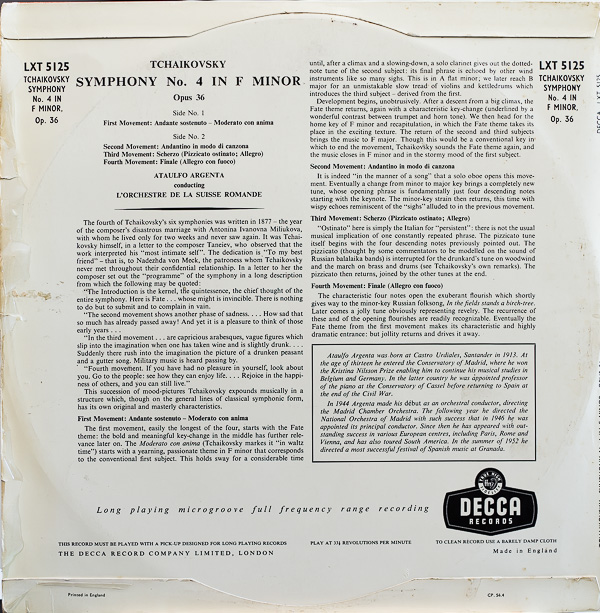 LXT 5125
TCHAIKOVSKY
SYMPHONY
No. 4 IN
F MINOR,
Op. 36
TCHAIKOVSKY
SYMPHONY No. 4 IN F MINOR
Opus 36
Side No. 1
First Movement: Andante sostenuto – Moderato con anima
Side No. 2
Second Movement: Andantino in modo di canzona
Third Movement: Scherzo (Pizzicato ostinato; Allegro)
Fourth Movement: Finale (Allegro con fuoco)
ATAULFO ARGENTA
conducting
L'ORCHESTRE DE LA SUISSE ROMANDE
The fourth of Tchaikovsky's six symphonies was written in 1877 – the year
of the composer's disastrous marriage with Antonina Ivanovna Miliukova,
with whom he lived only for two weeks and never saw again. It was Tchai-
kovsky himself, in a letter to the composer Taneiev, who observed that the
work interpreted his "most intimate self". The dedication is "To my best
friend" – that is, to Nadezhda von Meck, the patroness whom Tchaikovsky
never met throughout their confidential relationship. In a letter to her the
composer set out the "programme" of the symphony in a long description
from which the following may be quoted:
"The Introduction is the kernel, the quintessence, the chief thought of the
entire symphony. Here is Fate . . . whose might is invincible. There is nothing
to do but to submit and to complain in vain.
"The second movement shows another phase of sadness. . . . How sad that
so much has already passed away! And yet it is a pleasure to think of those
early years . . .
"In the third movement . . . are capricious arabesques, vague figures which
slip into the imagination when one has taken wine and is slightly drunk. . . .
Suddenly there rush into the imagination the picture of a drunken peasant
and a gutter song. Military music is heard passing by.
"Fourth movement. If you have had no pleasure in yourself, look about
you. Go to the people: see how they can enjoy life. . . . Rejoice in the happi-
ness of others, and you can still live."
This succession of mood-pictures Tchaikovsky expounds musically in a
structure which, though on the general lines of classical symphonic form,
has its own original and masterly characteristics.
First Movement: Andante sostenuto – Moderato con anima
The first movement, easily the longest of the four, starts with the Fate
theme: the bold and meaningful key-change in the middle has further rele-
vance later on. The Moderato con anima (Tchaikovsky marks it "in waltz
time") starts with a yearning, passionate theme in F minor that corresponds
to the conventional first subject. This holds sway for a considerable time
until, after a climax and a slowing-down, a solo clarinet gives out the dotted-
note tune of the second subject: its final phrase is echoed by other wind
instruments like so many sighs. This is in A flat minor; we later reach B
major for an unmistakable slow tread of violins and kettledrums which
introduces the third subject – derived from the first.
Development begins, unobtrusively. After a descent from a big climax, the
Fate theme returns, again with a characteristic key-change (underlined by a
wonderful contrast between trumpet and horn tone). We then head for the
home key of F minor and recapitulation, in which the Fate theme takes its
place in the exciting texture. The return of the second and third subjects
brings the music to F major. Though this would be a conventional key in
which to end the movement, Tchaikovsky sounds the Fate theme again, and
the music closes in F minor and in the stormy mood of the first subject.
Second Movement: Andantino in modo di canzona
It is indeed "in the manner of a song" that a solo oboe opens this move-
ment. Eventually a change from minor to major key brings a completely new
tune, whose opening phrase is fundamentally just four descending notes
starting with the keynote. The minor-key strain then returns, this time with
wispy echoes reminiscent of the "sighs" alluded to in the previous movement.
Third Movement: Scherzo (Pizzicato ostinato; Allegro)
"Ostinato" here is simply the Italian for "persistent": there is not the usual
musical implication of one constantly repeated phrase. The pizzicato tune
itself begins with the four descending notes previously pointed out. The
pizzicato (thought by some commentators to be modelled on the sound of
Russian balalaika bands) is interrupted for the drunkard's tune on woodwind
and the march on brass and drums (see Tchaikovsky's own remarks). The
pizzicato then returns, joined by the other tunes at the end.
Fourth Movement: Finale (Allegro con fuoco)
The characteristic four notes open the exuberant flourish which shortly
gives way to the minor-key Russian folksong, In the fields stands a birch-tree.
Later comes a jolly tune obviously representing revelry. The recurrence of
these and of the opening flourishes are readily recognizable. Eventually the
Fate theme from the first movement makes its characteristic and highly
dramatic entrance: but jollity returns and drives it away.
Ataulfo Argenta was born at Castro Urdiales, Santander in 1913. At
the age of thirteen he entered the Conservatory of Madrid, where he won
the Kristina Nilsson Prize enabling him to continue his musical studies in
Belgium and Germany. In the latter country he was appointed professor
of the piano at the Conservatory of Cassel before returning to Spain at
the end of the Civil War.
In 1944 Argenta made his début as an orchestral conductor, directing
the Madrid Chamber Orchestra. The following year he directed the
National Orchestra of Madrid with such success that in 1946 he was
appointed its principal conductor. Since then he has appeared with out-
standing success in various European centres, including Paris, Rome and
Vienna, and has also toured South America. In the summer of 1952 he
directed a most successful festival of Spanish music at Granada.
LXT 5125
TCHAIKOVSKY
SYMPHONY
No. 4 IN
F MINOR,
Op. 36
Long playing microgroove full frequency range recording
DECCA
RECORDS
THIS RECORD MUST BE PLAYED WITH A PICK-UP DESIGNED FOR LONG PLAYING RECORDS
PLAY AT 33⅓ REVOLUTIONS PER MINUTE
TO CLEAN RECORD USE A BARELY DAMP CLOTH
THE DECCA RECORD COMPANY LIMITED, LONDON
Made in England
Printed in England
CP. 54.4